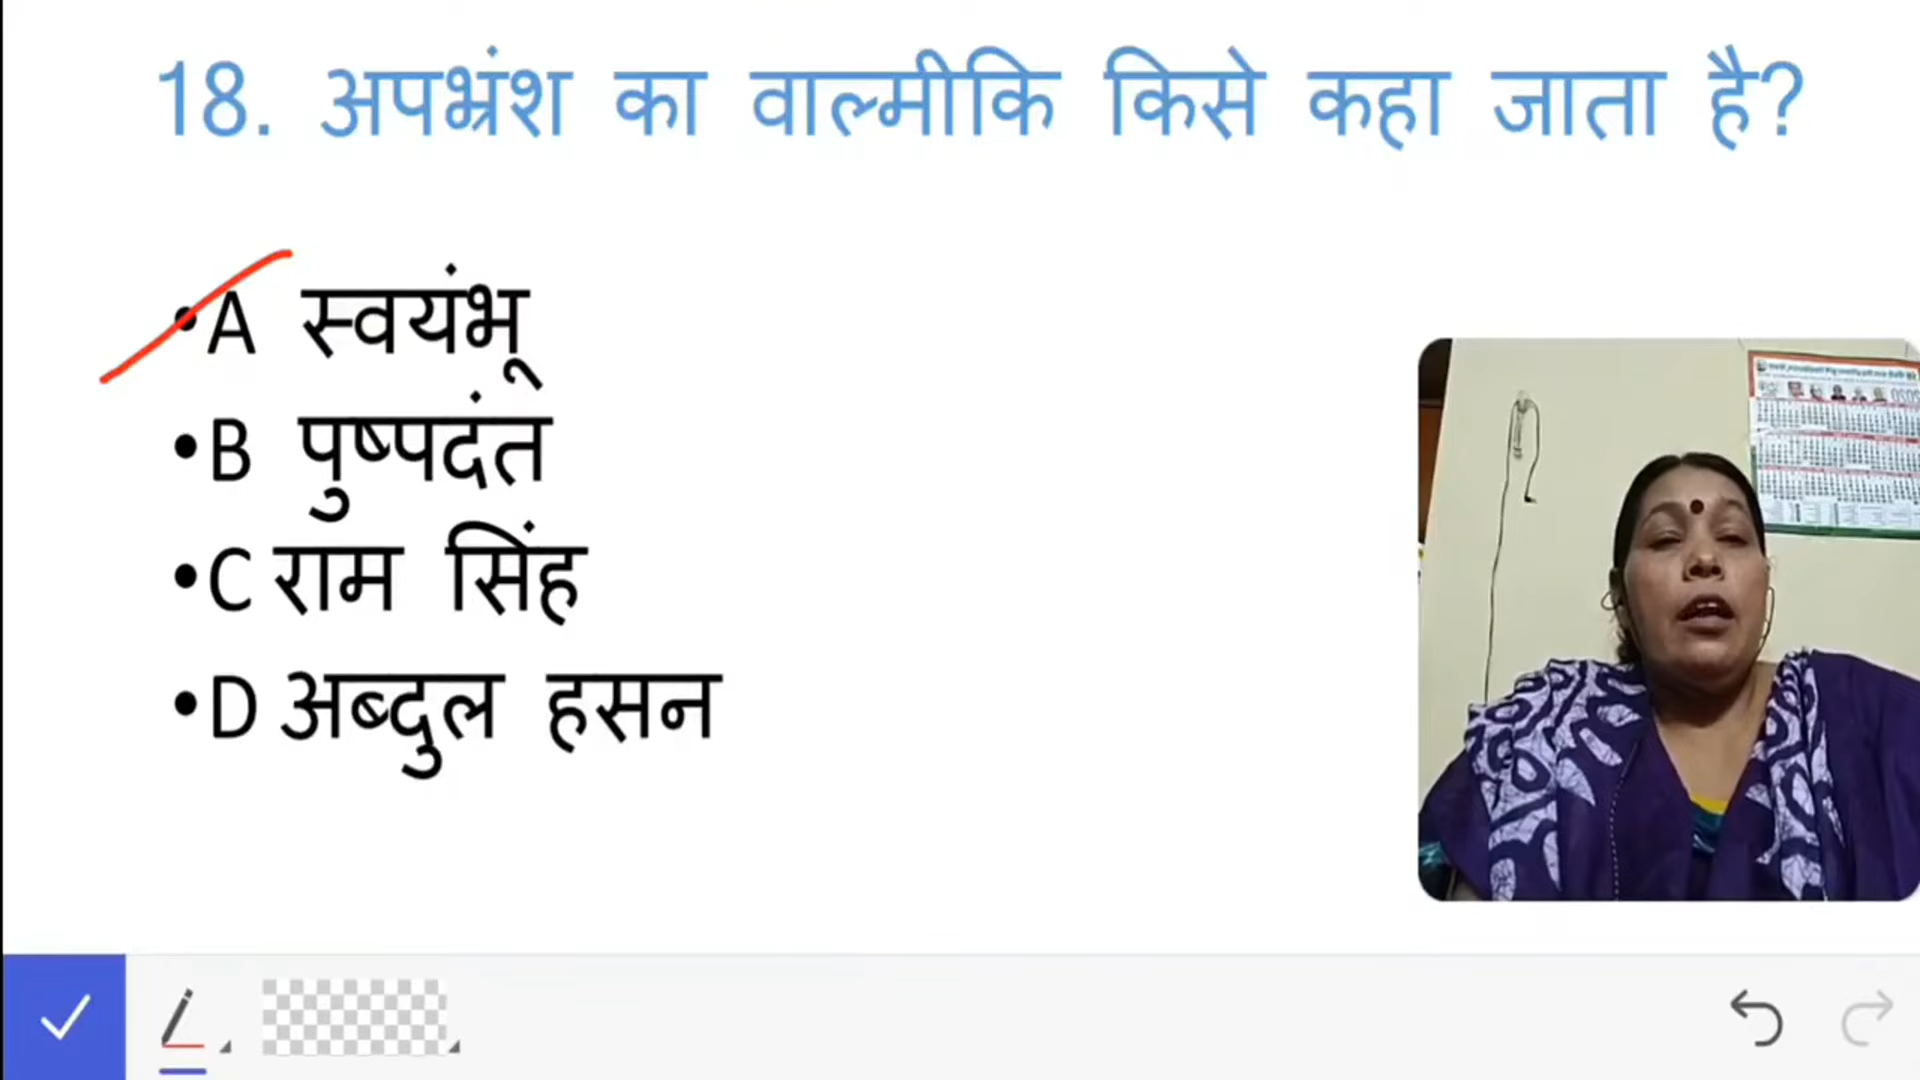 18. अपभ्रंश का वाल्मीकि किसे कहा जाता है?
•A स्वयंभू
•B पुष्पदंत
•C राम सिंह
•D अब्दुल हसन